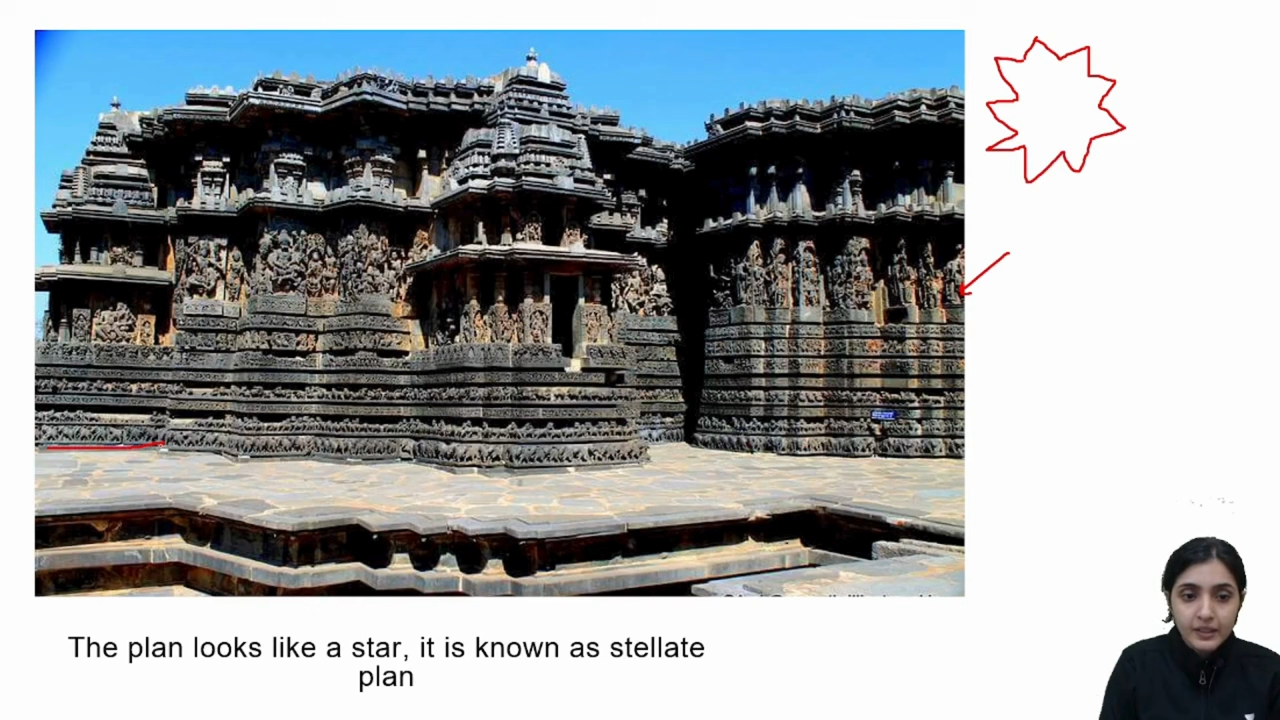 The plan looks like a star, it is known as stellate
plan